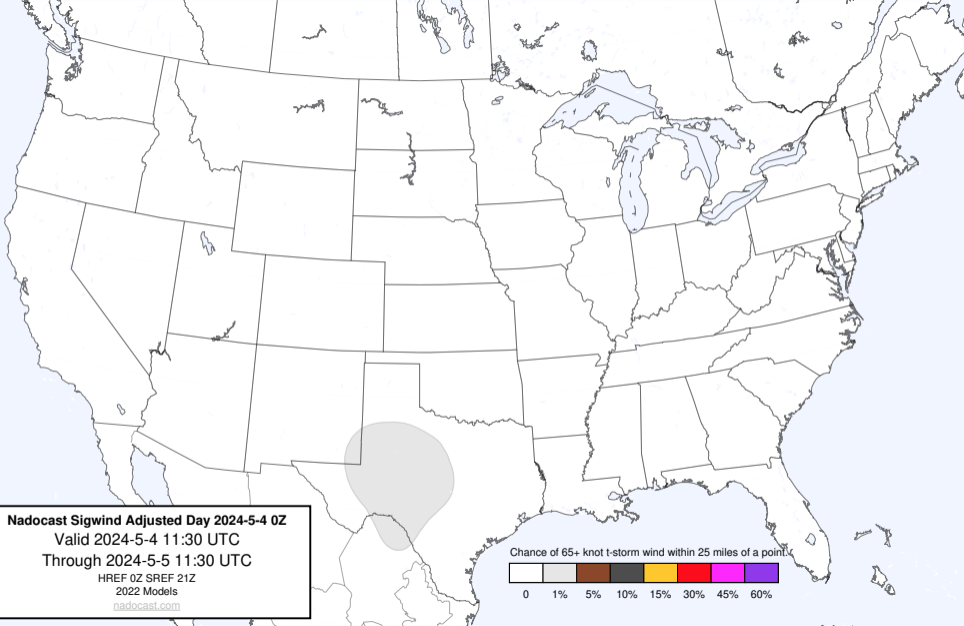 Nadocast Sigwind Adjusted Day 2024-5-4 0Z
Valid 2024-5-4 11:30 UTC
Through 2024-5-5 11:30 UTC
HREF 0Z SREF 21Z
2022 Models
nadocast.com
Chance of 65+ knot t-storm wind within 25 miles of a point.
0 1% 5% 10% 15% 30% 45% 60%